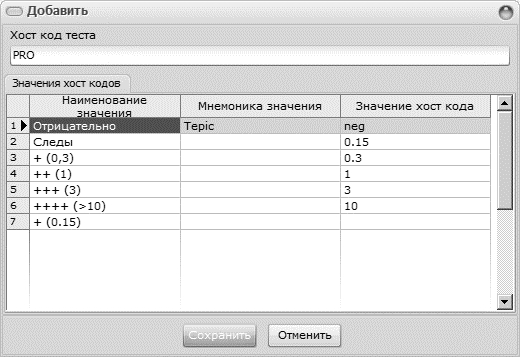 Добавить
Хост код теста
PRO
Значения хост кодов
Наименование значения Мнемоника значения Значение хост кода
1 Отрицательно Tepic neg
2 Следы 0.15
3 + (0,3) 0.3
4 ++ (1) 1
5 +++ (3) 3
6 ++++ (>10) 10
7 + (0.15)
Сохранить Отменить